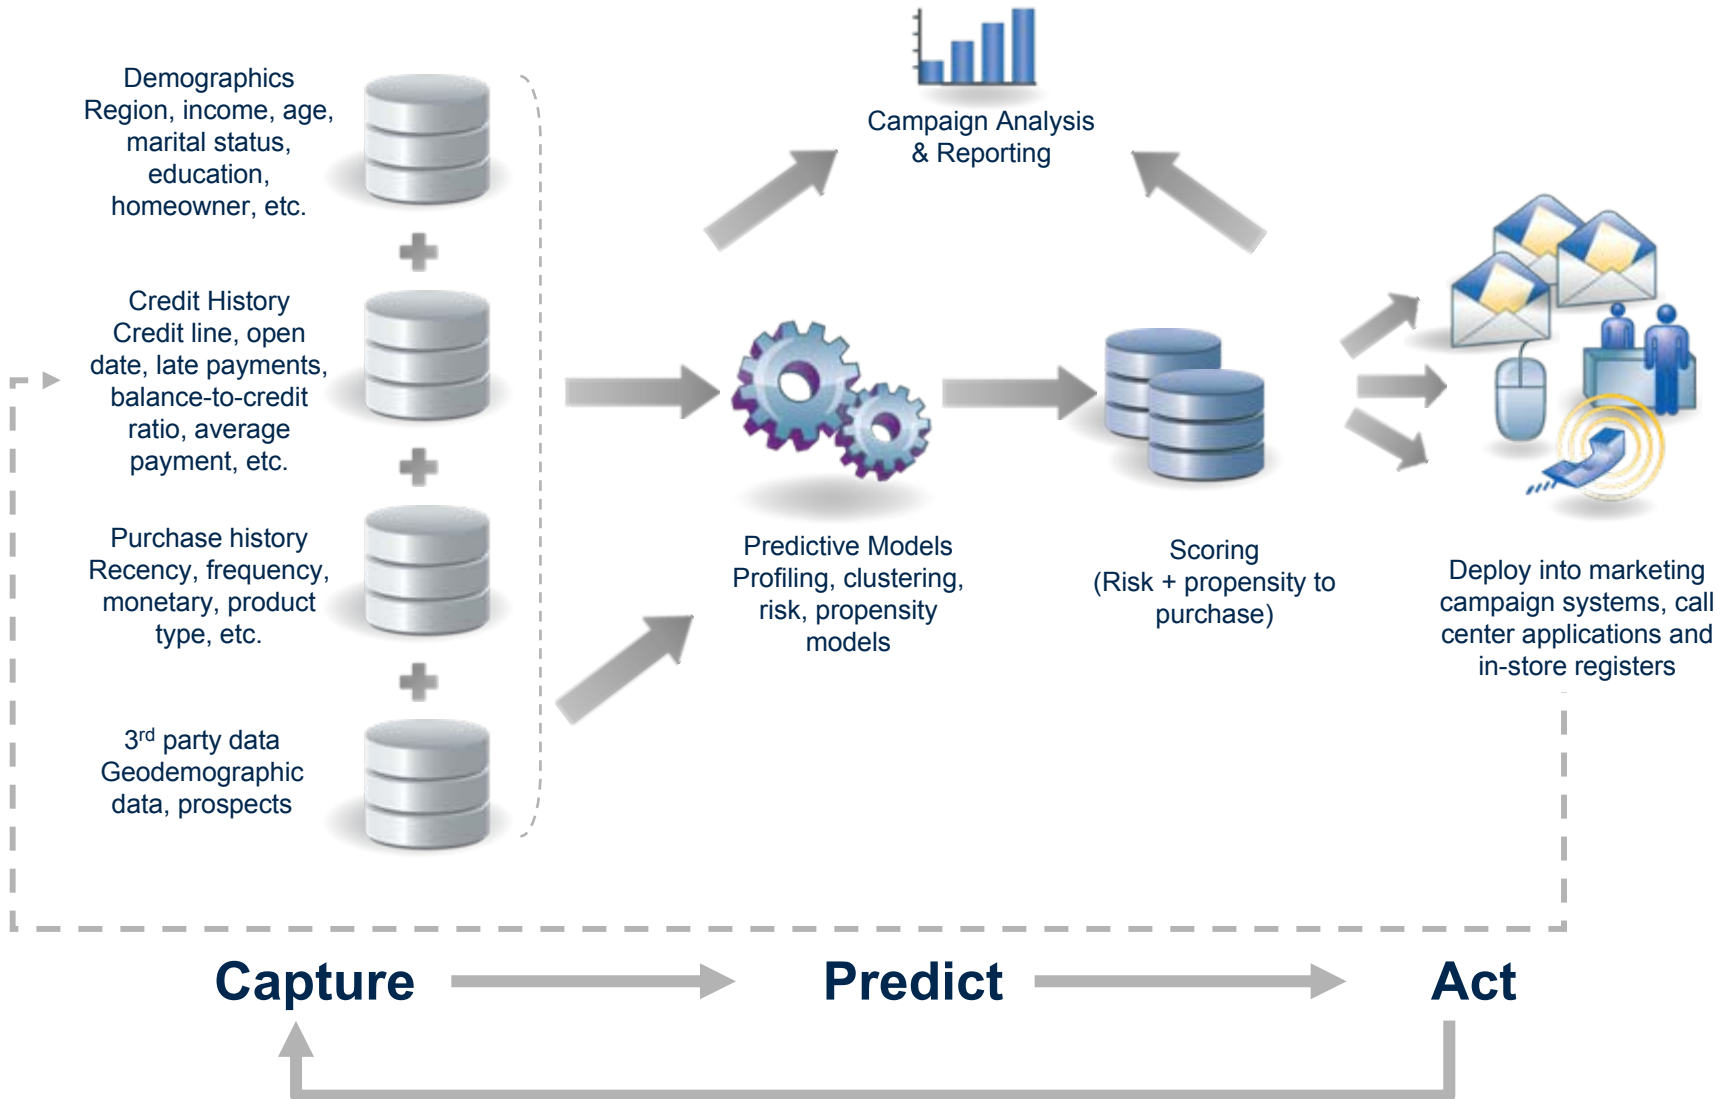 Demographics
Region, income, age,
marital status,
education,
homeowner, etc.
Credit History
Credit line, open
date, late payments,
balance-to-credit
ratio, average
payment, etc.
Purchase history
Recency, frequency,
monetary, product
type, etc.
3rd party data
Geodemographic
data, prospects
Campaign Analysis
& Reporting
Predictive Models
Profiling, clustering,
risk, propensity
models
Scoring
(Risk + propensity to
purchase)
Deploy into marketing
campaign systems, call
center applications and
in-store registers
Capture
Predict
Act